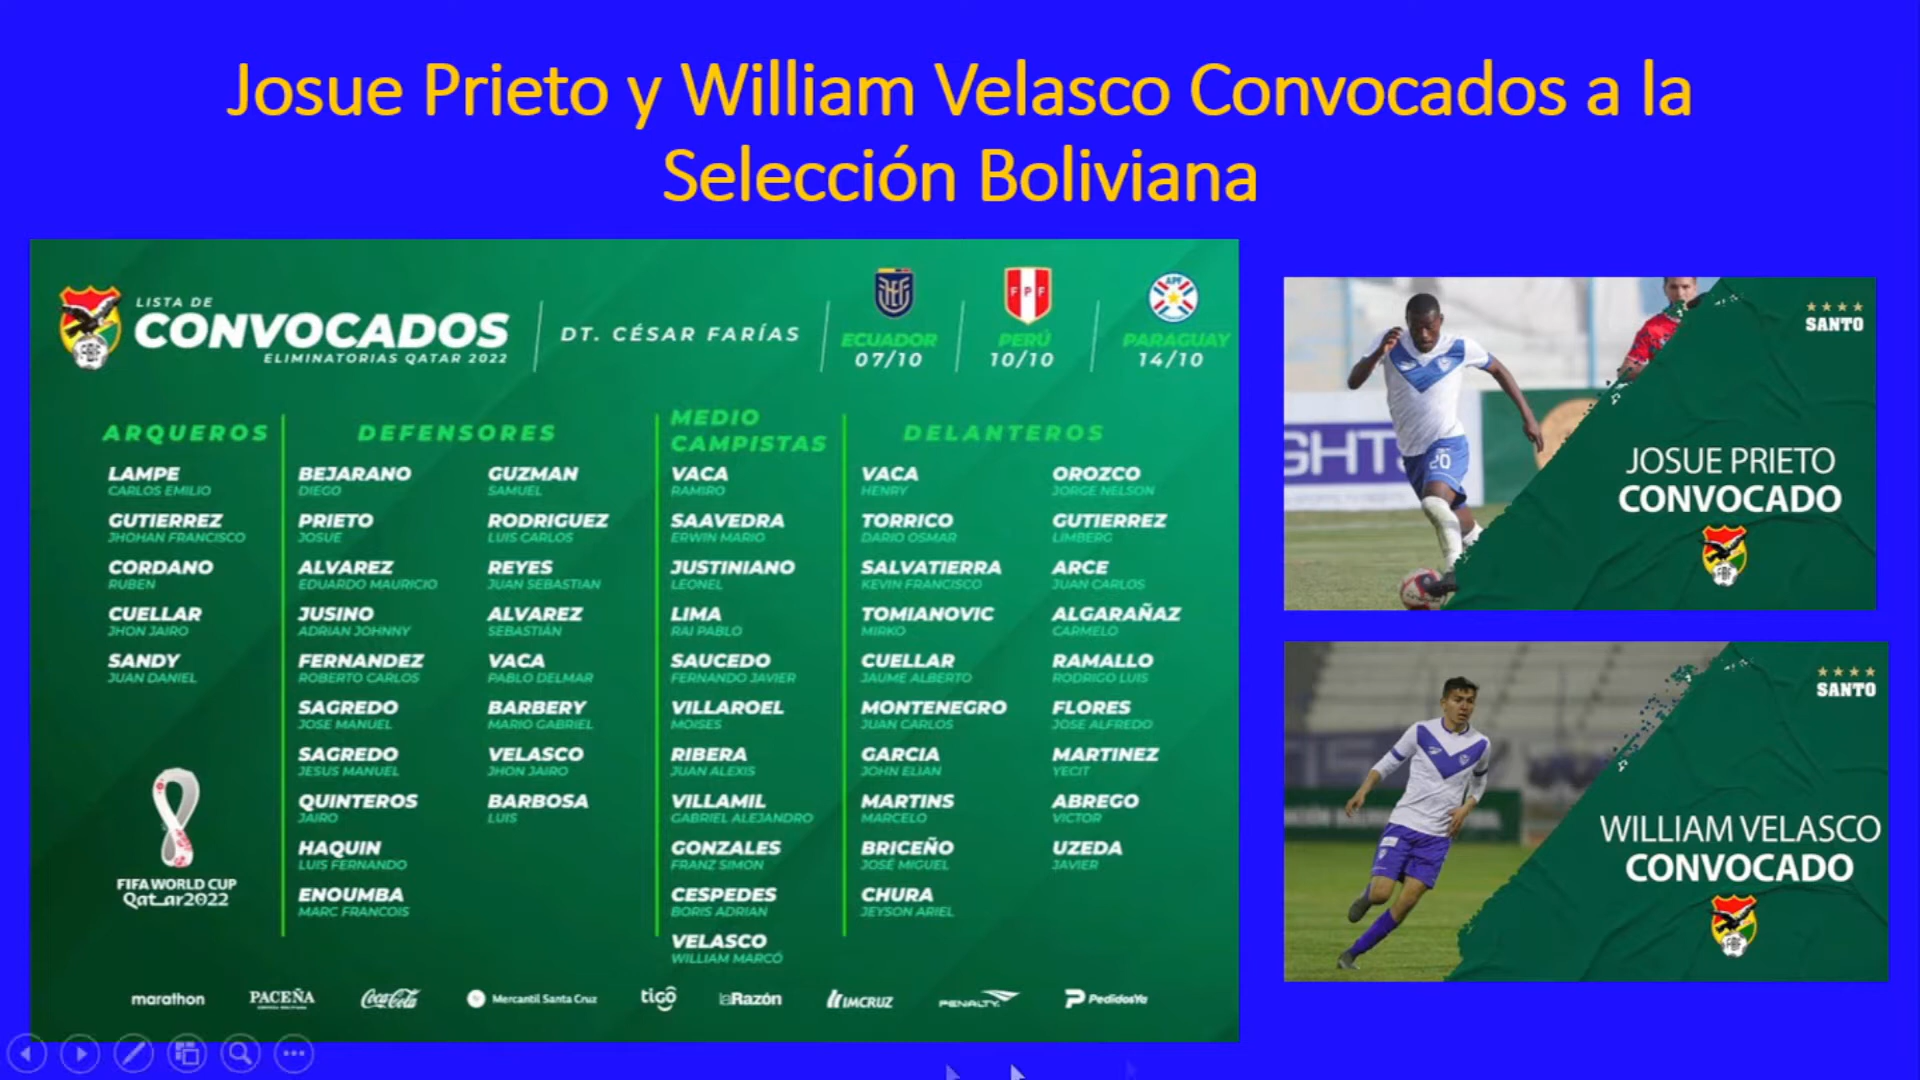 Josue Prieto y William Velasco Convocados a la
Selección Boliviana
LISTA DE
CONVOCADOS
ELIMINATORIAS QATAR 2022
DT. CÉSAR FARÍAS
ECUADOR
07/10
FPF
PERÚ
10/10
APF
PARAGUAY
14/10
ARQUEROS
LAMPE
CARLOS EMILIO
GUTIERREZ
JHOHAN FRANCISCO
CORDANO
RUBEN
CUELLAR
JHON JAIRO
SANDY
JUAN DANIEL
FIFA WORLD CUP
Qatar2022
DEFENSORES
BEJARANO
DIEGO
PRIETO
JOSUE
ALVAREZ
EDUARDO MAURICIO
JUSINO
ADRIAN JOHNNY
FERNANDEZ
ROBERTO CARLOS
SAGREDO
JOSE MANUEL
SAGREDO
JESUS MANUEL
QUINTEROS
JAIRO
HAQUIN
LUIS FERNANDO
ENOUMBA
MARC FRANCOIS
GUZMAN
SAMUEL
RODRIGUEZ
LUIS CARLOS
REYES
JUAN SEBASTIAN
ALVAREZ
SEBASTIÁN
VACA
PABLO DELMAR
BARBERY
MARIO GABRIEL
VELASCO
JHON JAIRO
BARBOSA
LUIS
MEDIO
CAMPISTAS
VACA
RAMIRO
SAAVEDRA
ERWIN MARIO
JUSTINIANO
LEONEL
LIMA
RAI PABLO
SAUCEDO
FERNANDO JAVIER
VILLAROEL
MOISES
RIBERA
JUAN ALEXIS
VILLAMIL
GABRIEL ALEJANDRO
GONZALES
FRANZ SIMON
CESPEDES
BORIS ADRIAN
VELASCO
WILLIAM MARCÓ
DELANTEROS
VACA
HENRY
TORRICO
DARIO OSMAR
SALVATIERRA
KEVIN FRANCISCO
TOMIANOVIC
MIRKO
CUELLAR
JAUME ALBERTO
MONTENEGRO
JUAN CARLOS
GARCIA
JOHN ELIAN
MARTINS
MARCELO
BRICEÑO
JOSÉ MIGUEL
CHURA
JEYSON ARIEL
OROZCO
JORGE NELSON
GUTIERREZ
LIMBERG
ARCE
JUAN CARLOS
ALGARAÑAZ
CARMELO
RAMALLO
RODRIGO LUIS
FLORES
JOSE ALFREDO
MARTINEZ
YECIT
ABREGO
VICTOR
UZEDA
JAVIER
marathon
PACEÑA
Coca-Cola
Mercantil Santa Cruz
tigo
laRazón
IMCRUZ
PENALTY
PedidosYa
SANTO
20
JOSUE PRIETO
CONVOCADO
FBF
SANTO
WILLIAM VELASCO
CONVOCADO
FBF